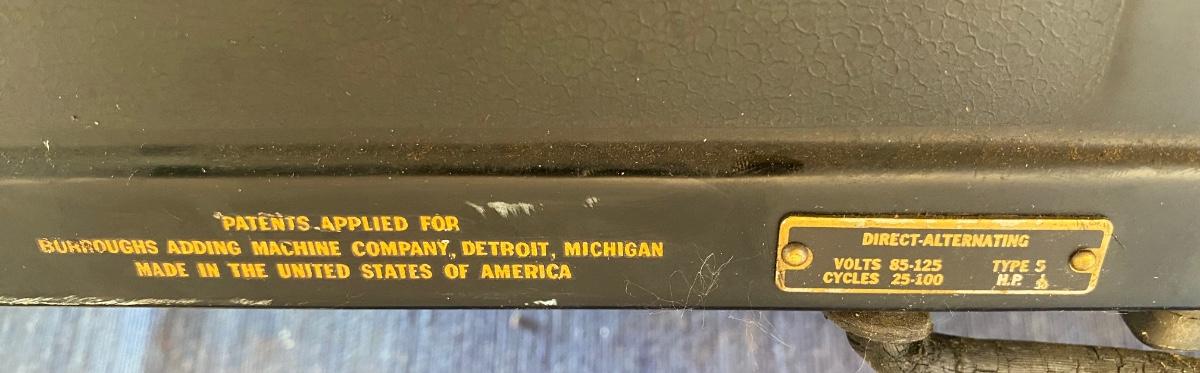 PATENTS APPLIED FOR
BURROUGHS ADDING MACHINE COMPANY, DETROIT, MICHIGAN
MADE IN THE UNITED STATES OF AMERICA
DIRECT-ALTERNATING
VOLTS 85-125 TYPE 5
CYCLES 25-100 H.P.